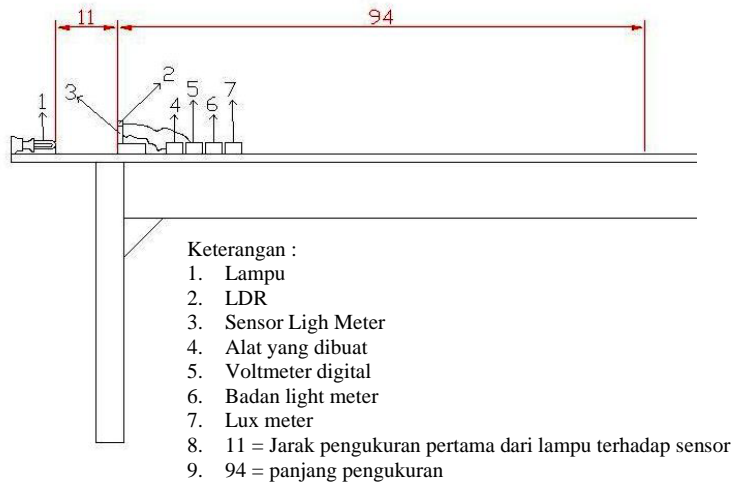 11 94
2
3 5
1 4 6 7
Keterangan :
1. Lampu
2. LDR
3. Sensor Ligh Meter
4. Alat yang dibuat
5. Voltmeter digital
6. Badan light meter
7. Lux meter
8. 11 = Jarak pengukuran pertama dari lampu terhadap sensor
9. 94 = panjang pengukuran